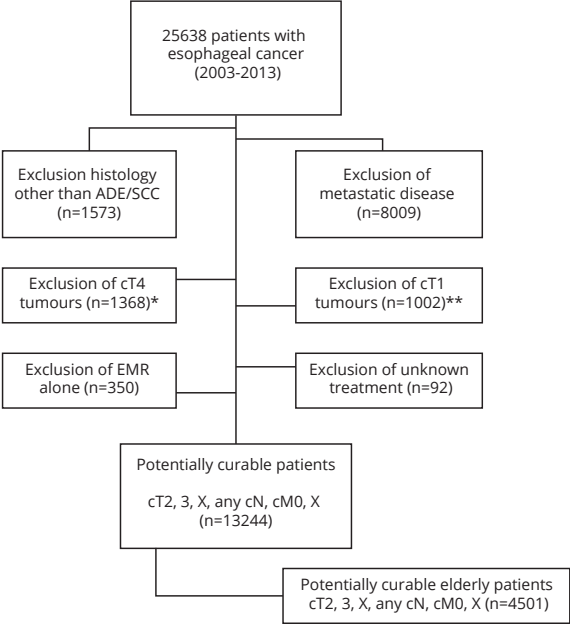 25638 patients with
esophageal cancer
(2003-2013)
Exclusion histology
other than ADE/SCC
(n=1573)
Exclusion of
metastatic disease
(n=8009)
Exclusion of cT4
tumours (n=1368)*
Exclusion of cT1
tumours (n=1002)**
Exclusion of EMR
alone (n=350)
Exclusion of unknown
treatment (n=92)
Potentially curable patients
cT2, 3, X, any cN, cM0, X
(n=13244)
Potentially curable elderly patients
cT2, 3, X, any cN, cM0, X (n=4501)